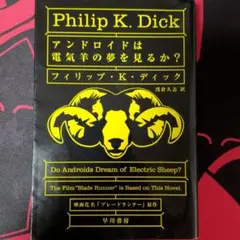 Philip K. Dick
アンドロイドは
電気羊の夢を見るか?
フィリップ・K・ディック
浅倉久志 訳
Do Androids Dream of Electric Sheep?
The Film "Blade Runner" is Based on This Novel.
映画化名「ブレードランナー」原作
早川書房